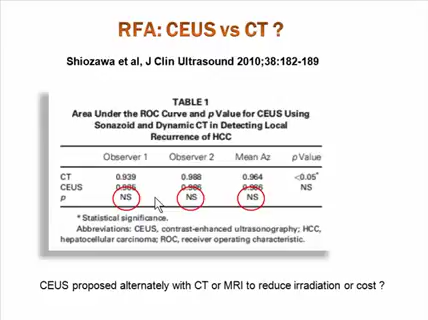 RFA: CEUS vs CT ?
Shiozawa et al, J Clin Ultrasound 2010;38:182-189
TABLE 1
Area Under the ROC Curve and p Value for CEUS Using
Sonazoid and Dynamic CT in Detecting Local
Recurrence of HCC
Observer 1 Observer 2 Mean Az p Value
CT 0.939 0.988 0.964 <0.05*
CEUS 0.985 0.986 0.986 NS
p NS NS NS
* Statistical significance.
Abbreviations: CEUS, contrast-enhanced ultrasonography; HCC,
hepatocellular carcinoma; ROC, receiver operating characteristic.
CEUS proposed alternately with CT or MRI to reduce irradiation or cost ?